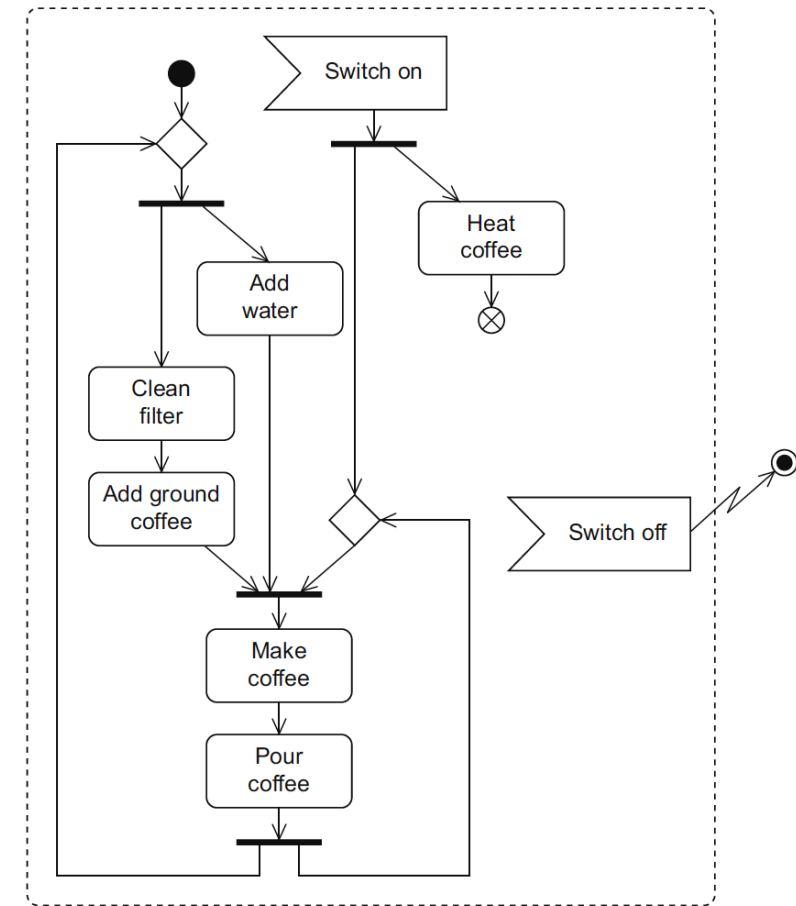 Switch on
Heat
coffee
Add
water
Clean
filter
Add ground
coffee
Switch off
Make
coffee
Pour
coffee